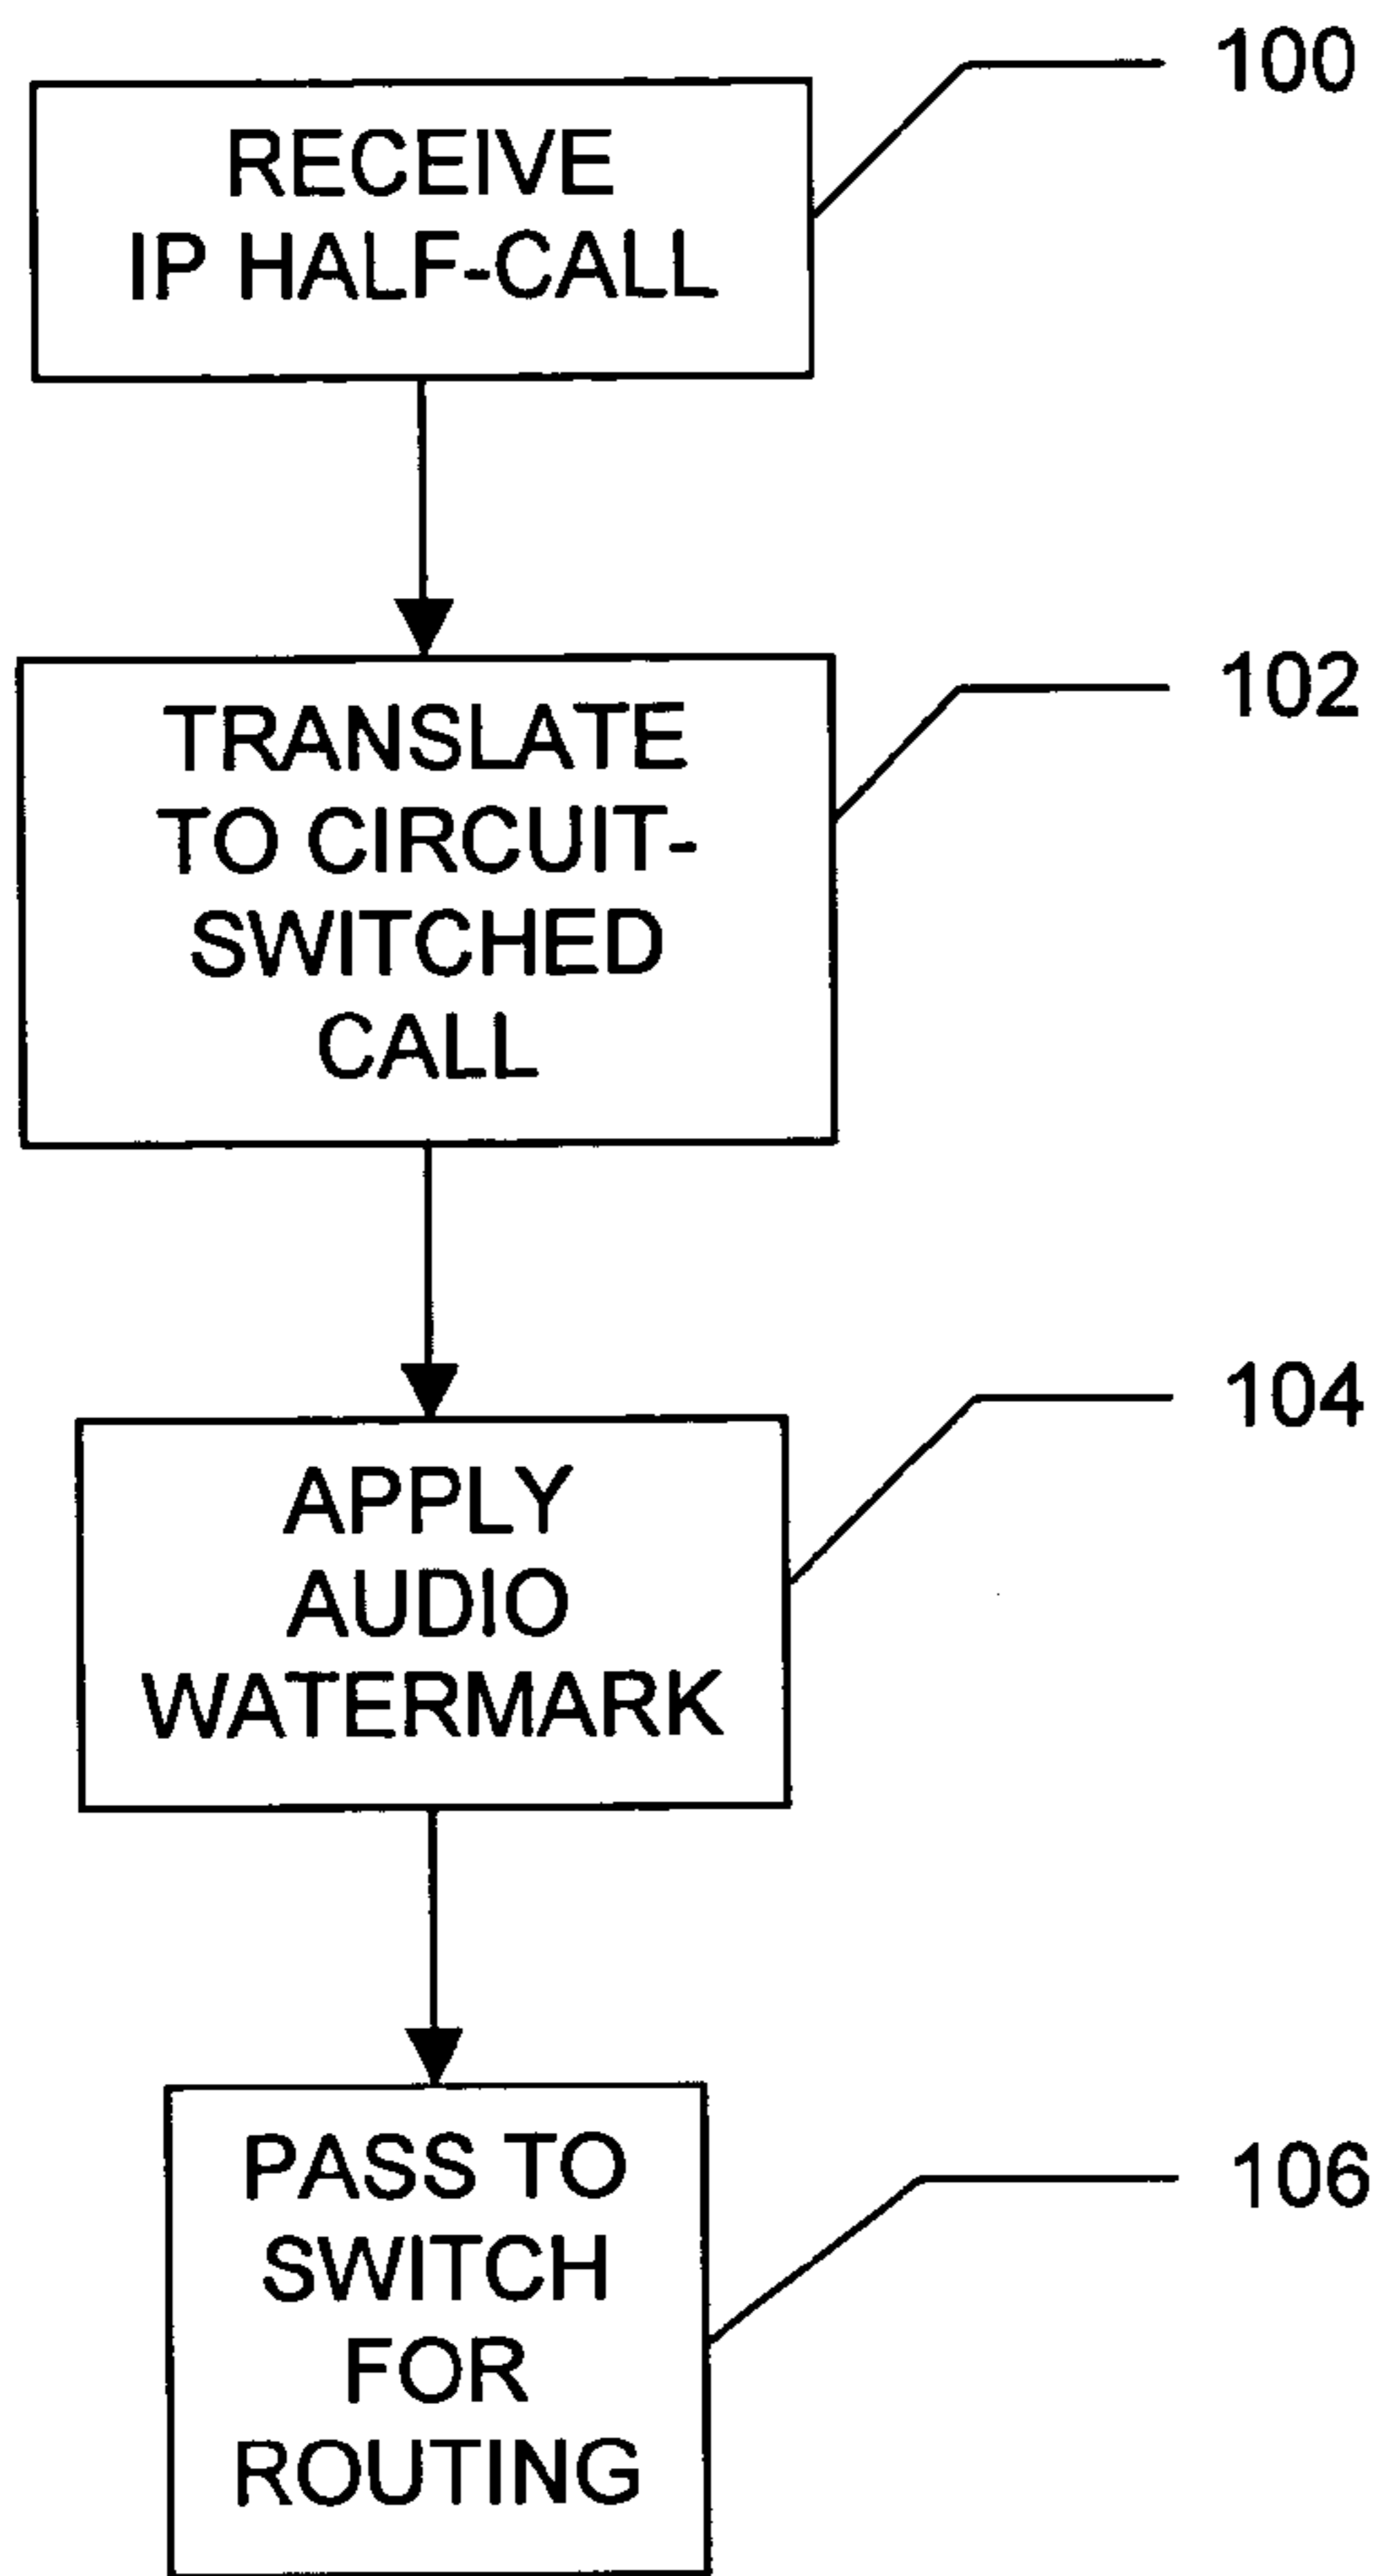 100
RECEIVE
IP HALF-CALL
102
TRANSLATE
TO CIRCUIT-
SWITCHED
CALL
104
APPLY
AUDIO
WATERMARK
106
PASS TO
SWITCH
FOR
ROUTING